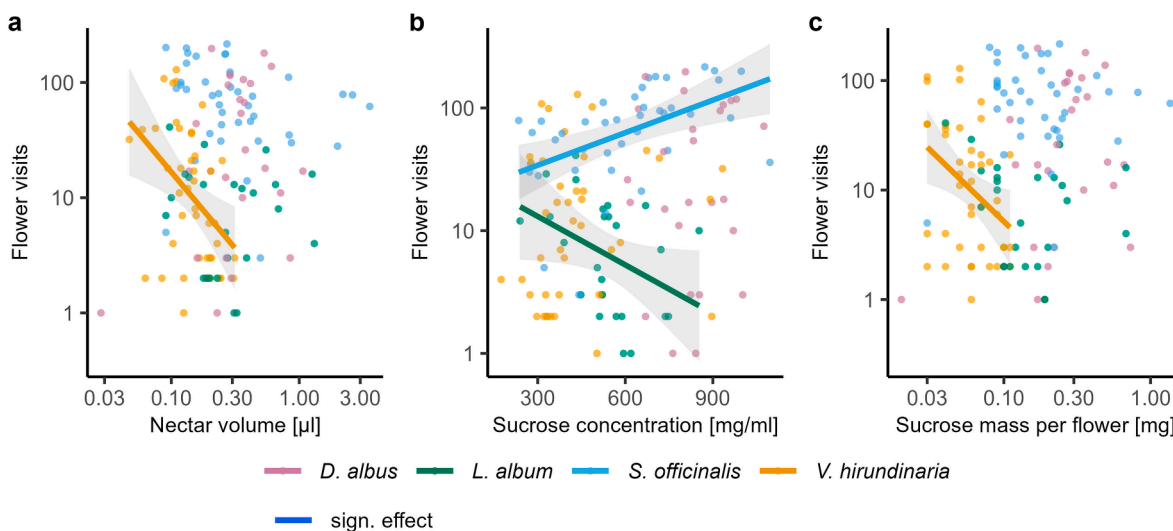 a
b
c
Flower visits
100
10
1
0.03 0.10 0.30 1.00 3.00
Nectar volume [µl]
Flower visits
100
10
1
300 600 900
Sucrose concentration [mg/ml]
Flower visits
100
10
1
0.03 0.10 0.30 1.00
Sucrose mass per flower [mg]
D. albus L. album S. officinalis V. hirundinaria
sign. effect